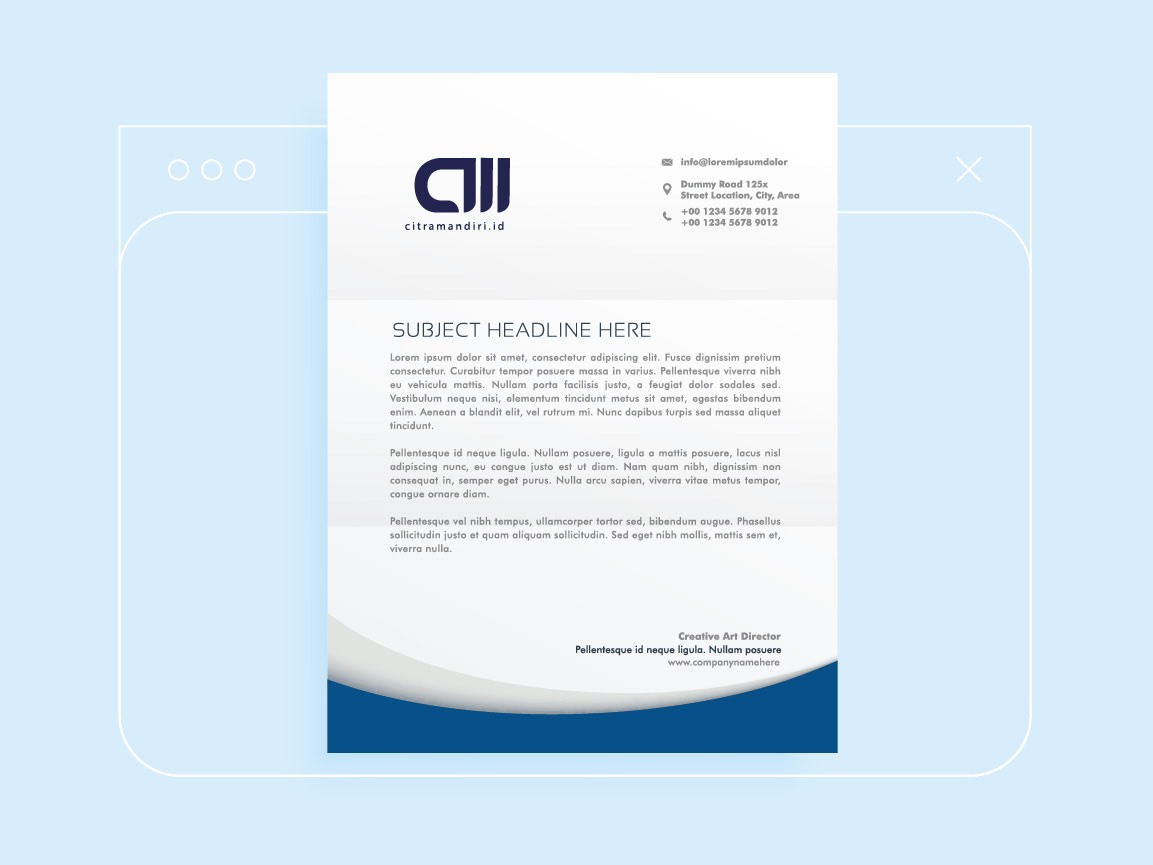 citramandiri.id
info@loremipsumdolor
Dummy Road 125x
Street Location, City, Area
+00 1234 5678 9012
+00 1234 5678 9012
SUBJECT HEADLINE HERE
Lorem ipsum dolor sit amet, consectetur adipiscing elit. Fusce dignissim pretium
consectetur. Curabitur tempor posuere massa in varius. Pellentesque viverra nibh
eu vehicula mattis. Nullam porta facilisis justo, a feugiat dolor sodales sed.
Vestibulum neque nisi, elementum tincidunt metus sit amet, egestas bibendum
enim. Aenean a blandit elit, vel rutrum mi. Nunc dapibus turpis sed massa aliquet
tincidunt.
Pellentesque id neque ligula. Nullam posuere, ligula a mattis posuere, lacus nisl
adipiscing nunc, eu congue justo est ut diam. Nam quam nibh, dignissim non
consequat in, semper eget purus. Nulla arcu sapien, viverra vitae metus tempor,
congue ornare diam.
Pellentesque vel nibh tempus, ullamcorper tortor sed, bibendum augue. Phasellus
sollicitudin justo et quam aliquam sollicitudin. Sed eget nibh mollis, mattis sem et,
viverra nulla.
Creative Art Director
Pellentesque id neque ligula. Nullam posuere
www.companynamehere